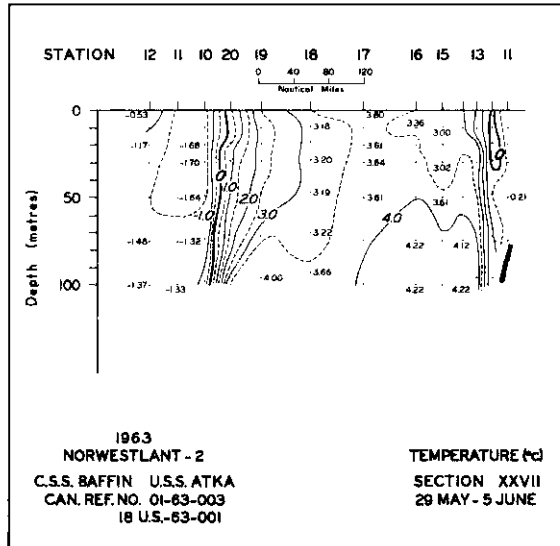 STATION 12 11 10 20 19 18 17 16 15 13 11
0 40 80 120
Nautical Miles
0
50
100
Depth (metres)
-0.53 3.18 3.80 3.36 3.00
-1.17 -1.68 0
-1.70 3.20 3.64 3.02
0 1.0
-1.64 2.0 3.19 3.61 3.61 -0.21
-1.0 3.0 4.0
-1.48 -1.32 3.22 4.22 4.12
4.00 3.66
-1.37 -1.33 4.22 4.22
1963
NORWESTLANT - 2
C.S.S. BAFFIN U.S.S. ATKA
CAN. REF. NO. 01-63-003
18 U.S.-63-001
TEMPERATURE (°C)
SECTION XXVII
29 MAY - 5 JUNE